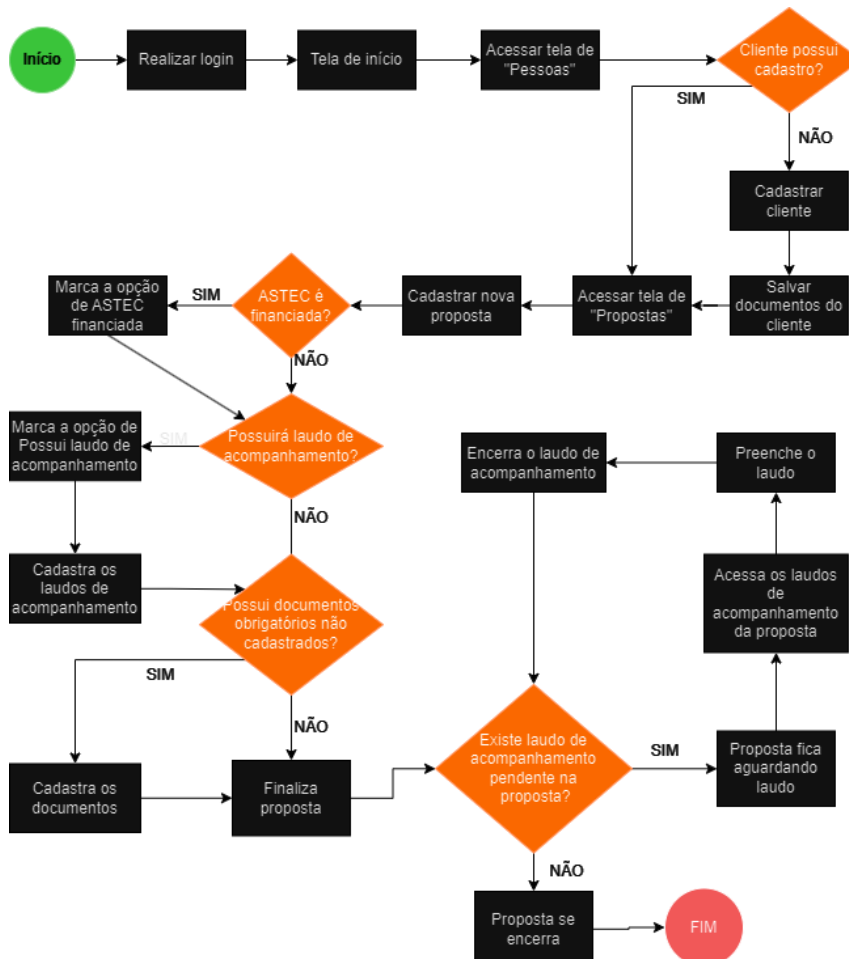 Início
Realizar login
Tela de início
Acessar tela de
"Pessoas"
Cliente possui
cadastro?
SIM
NÃO
Cadastrar
cliente
Salvar
documentos do
cliente
Acessar tela de
"Propostas"
Cadastrar nova
proposta
ASTEC é
financiada?
SIM
Marca a opção
de ASTEC
financiada
NÃO
Possuirá laudo de
acompanhamento?
SIM
Marca a opção de
Possui laudo de
acompanhamento
NÃO
Cadastra os
laudos de
acompanhamento
Possui documentos
obrigatórios não
cadastrados?
SIM
NÃO
Cadastra os
documentos
Finaliza
proposta
Existe laudo de
acompanhamento
pendente na
proposta?
SIM
Proposta fica
aguardando
laudo
Acessa os laudos
de
acompanhamento
da proposta
Preenche o
laudo
Encerra o laudo de
acompanhamento
NÃO
Proposta se
encerra
FIM